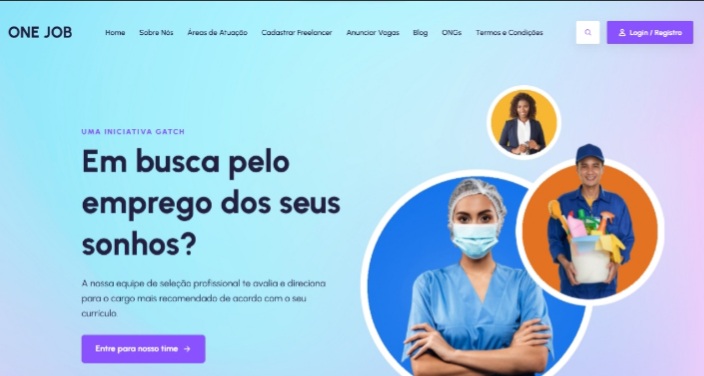 ONE JOB
Home Sobre Nós Áreas de Atuação Cadastrar Freelancer Anunciar Vagas Blog ONGs Termos e Condições
Login / Registro
UMA INICIATIVA GATCH
Em busca pelo
emprego dos seus
sonhos?
A nossa equipe de seleção profissional te avalia e direciona
para o cargo mais recomendado de acordo com o seu
currículo
Entre para nosso time →